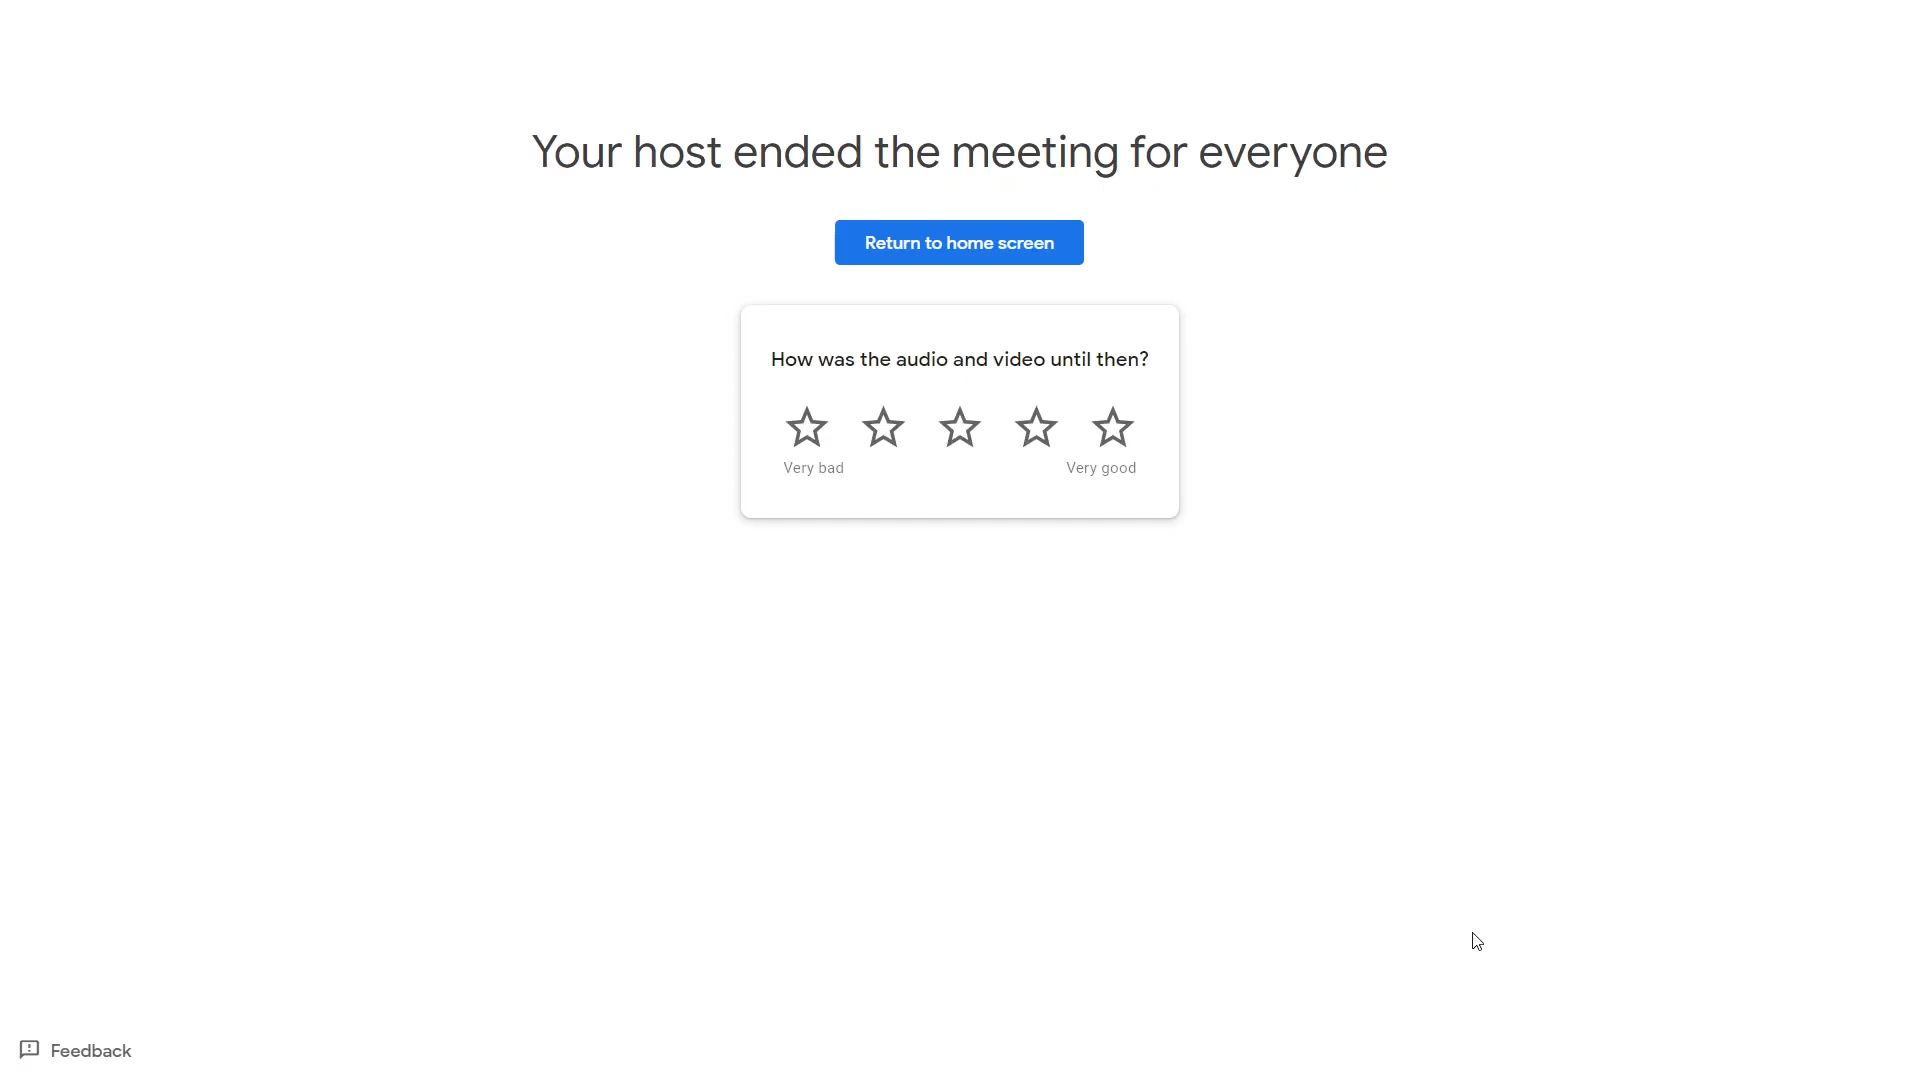 Your host ended the meeting for everyone
Return to home screen
How was the audio and video until then?
Very bad
Very good
Feedback